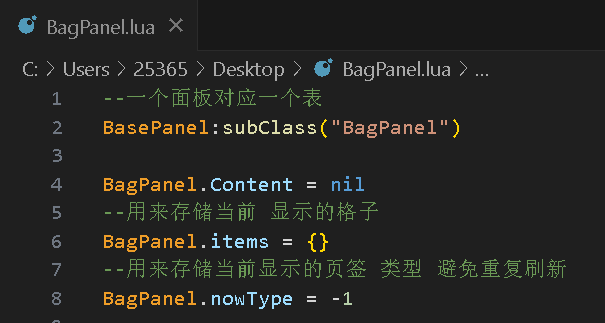 BagPanel.lua ×
C: > Users > 25365 > Desktop > BagPanel.lua > ...
1 --一个面板对应一个表
2 BasePanel:subClass("BagPanel")
3
4 BagPanel.Content = nil
5 --用来存储当前 显示的格子
6 BagPanel.items = {}
7 --用来存储当前显示的页签 类型 避免重复刷新
8 BagPanel.nowType = -1